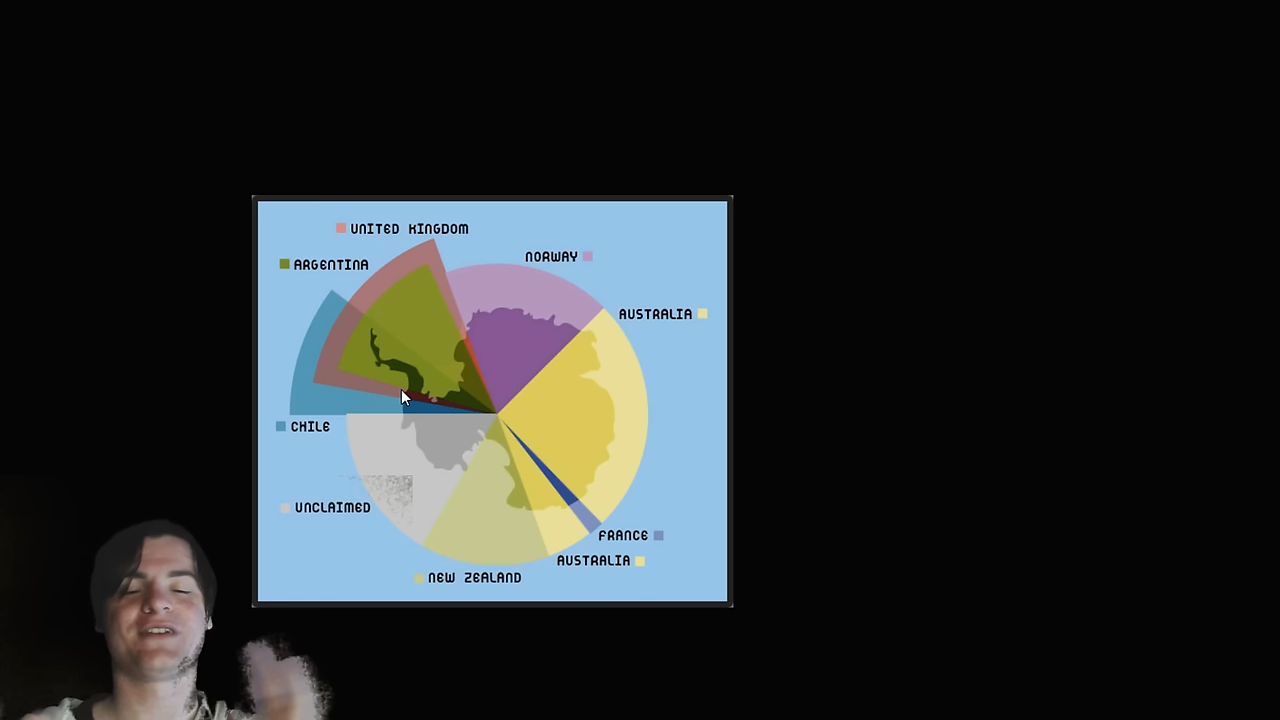 UNITED KINGDOM
NORWAY
ARGENTINA
AUSTRALIA
CHILE
UNCLAIMED
FRANCE
AUSTRALIA
NEW ZEALAND